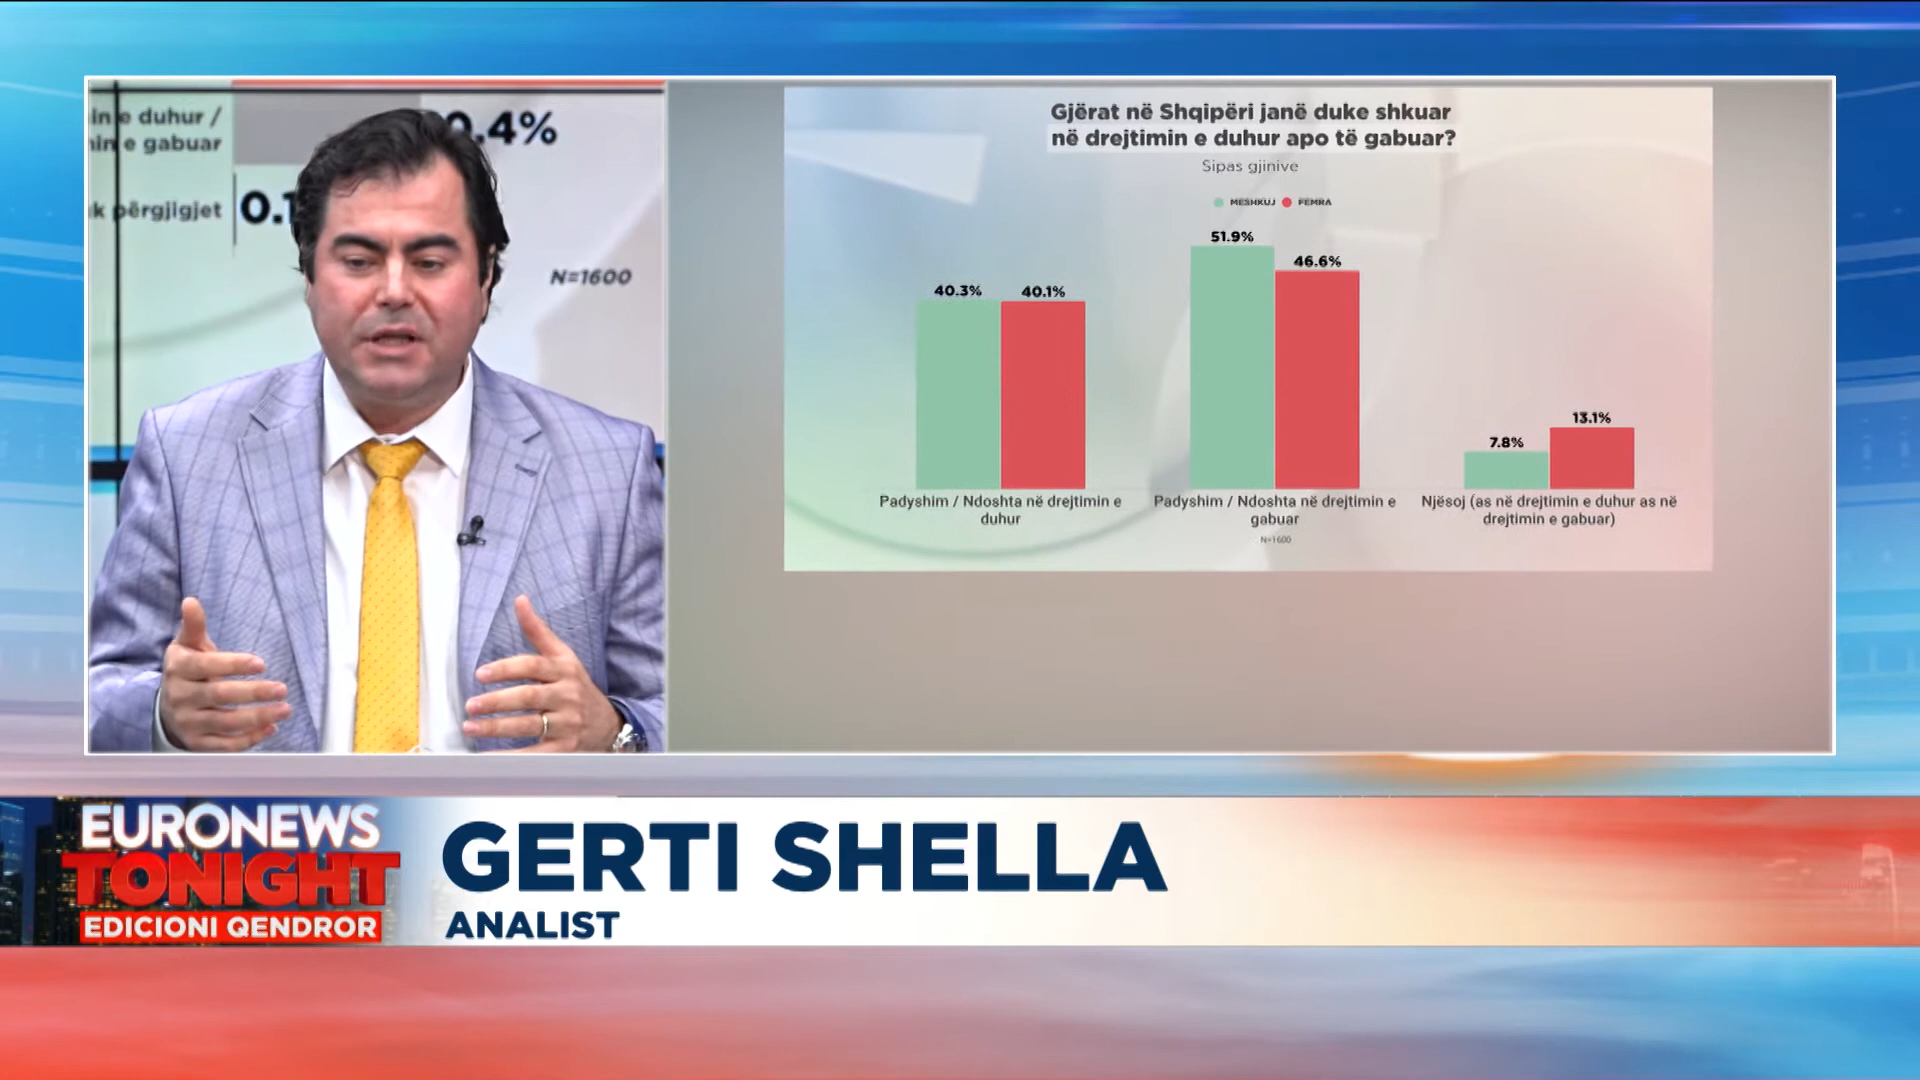 e duhur /
e gabuar
0.4%
përgjigjet
0.1
N=1600
Gjërat në Shqipëri janë duke shkuar
në drejtimin e duhur apo të gabuar?
Sipas gjinive
MESHKUJ FEMRA
40.3%
40.1%
51.9%
46.6%
7.8%
13.1%
Padyshim / Ndoshta në drejtimin e
duhur
Padyshim / Ndoshta në drejtimin e
gabuar
Njësoj (as në drejtimin e duhur as në
drejtimin e gabuar)
N=1600
EURONEWS
TONIGHT
EDICIONI QENDROR
GERTI SHELLA
ANALIST